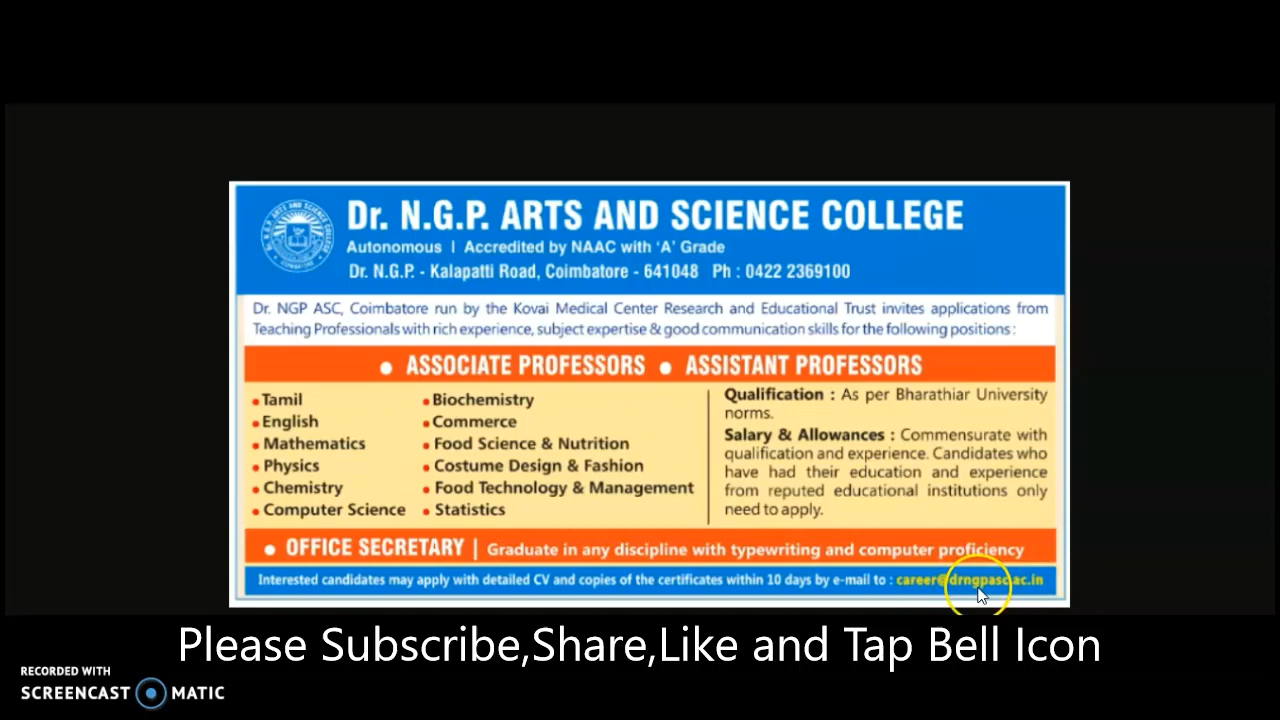 Dr. N.G.P. ARTS AND SCIENCE COLLEGE
Autonomous | Accredited by NAAC with ‘A’ Grade
Dr. N.G.P. - Kalapatti Road, Coimbatore - 641048 Ph : 0422 2369100
Dr. NGP ASC, Coimbatore run by the Kovai Medical Center Research and Educational Trust invites applications from
Teaching Professionals with rich experience, subject expertise & good communication skills for the following positions :
• ASSOCIATE PROFESSORS • ASSISTANT PROFESSORS
• Tamil
• English
• Mathematics
• Physics
• Chemistry
• Computer Science
• Biochemistry
• Commerce
• Food Science & Nutrition
• Costume Design & Fashion
• Food Technology & Management
• Statistics
Qualification : As per Bharathiar University
norms.
Salary & Allowances : Commensurate with
qualification and experience. Candidates who
have had their education and experience
from reputed educational institutions only
need to apply.
• OFFICE SECRETARY | Graduate in any discipline with typewriting and computer proficiency
Interested candidates may apply with detailed CV and copies of the certificates within 10 days by e-mail to : career@drngpasc.ac.in
Please Subscribe,Share,Like and Tap Bell Icon
RECORDED WITH
SCREENCAST MATIC